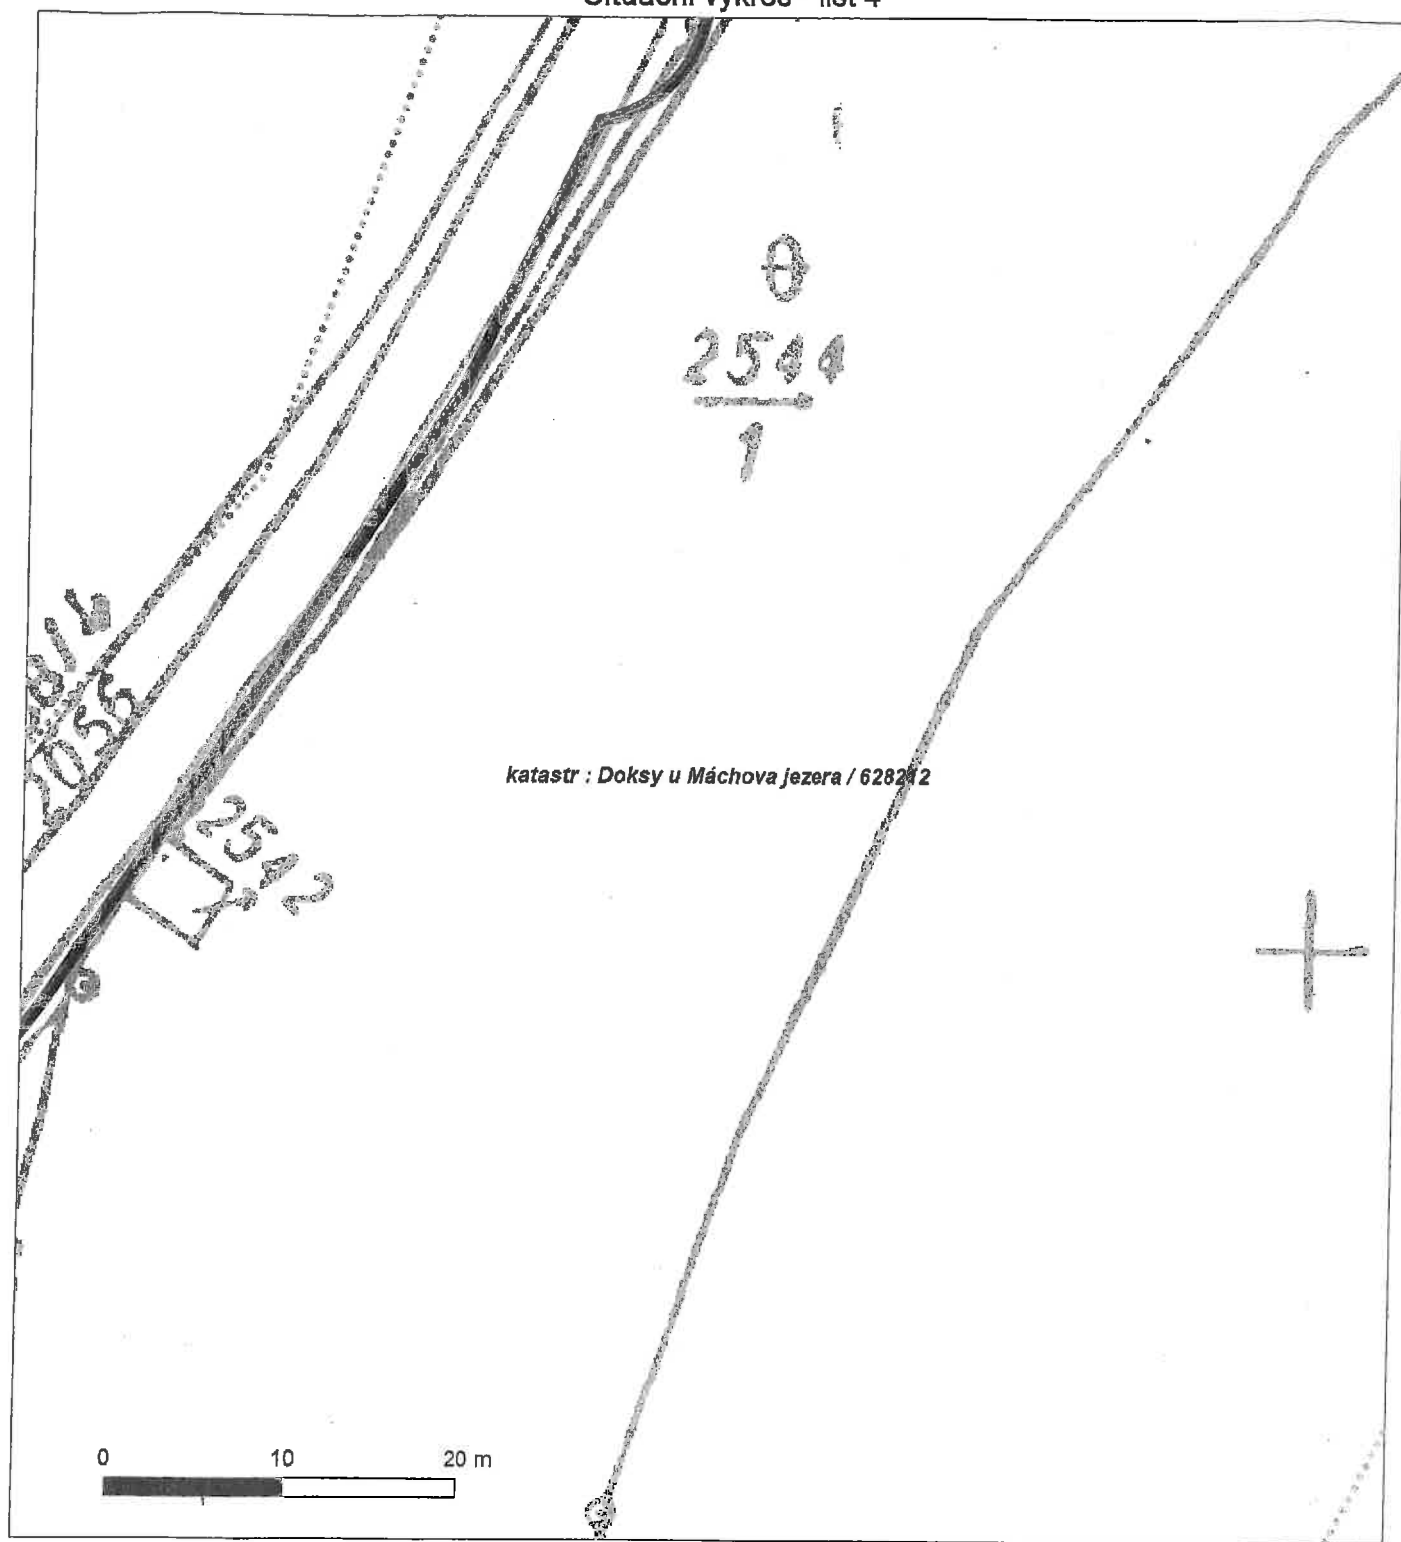 Situační výkres - list 4
2544
1
2055
katastr : Doksy u Máchova jezera / 628212
2542
0 10 20 m